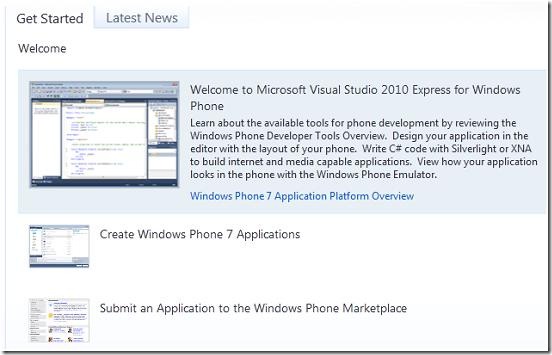 Get Started
Latest News
Welcome
Welcome to Microsoft Visual Studio 2010 Express for Windows
Phone
Learn about the available tools for phone development by reviewing the
Windows Phone Developer Tools Overview. Design your application in the
editor with the layout of your phone. Write C# code with Silverlight or XNA
to build internet and media capable applications. View how your application
looks in the phone with the Windows Phone Emulator.
Windows Phone 7 Application Platform Overview
Create Windows Phone 7 Applications
Submit an Application to the Windows Phone Marketplace